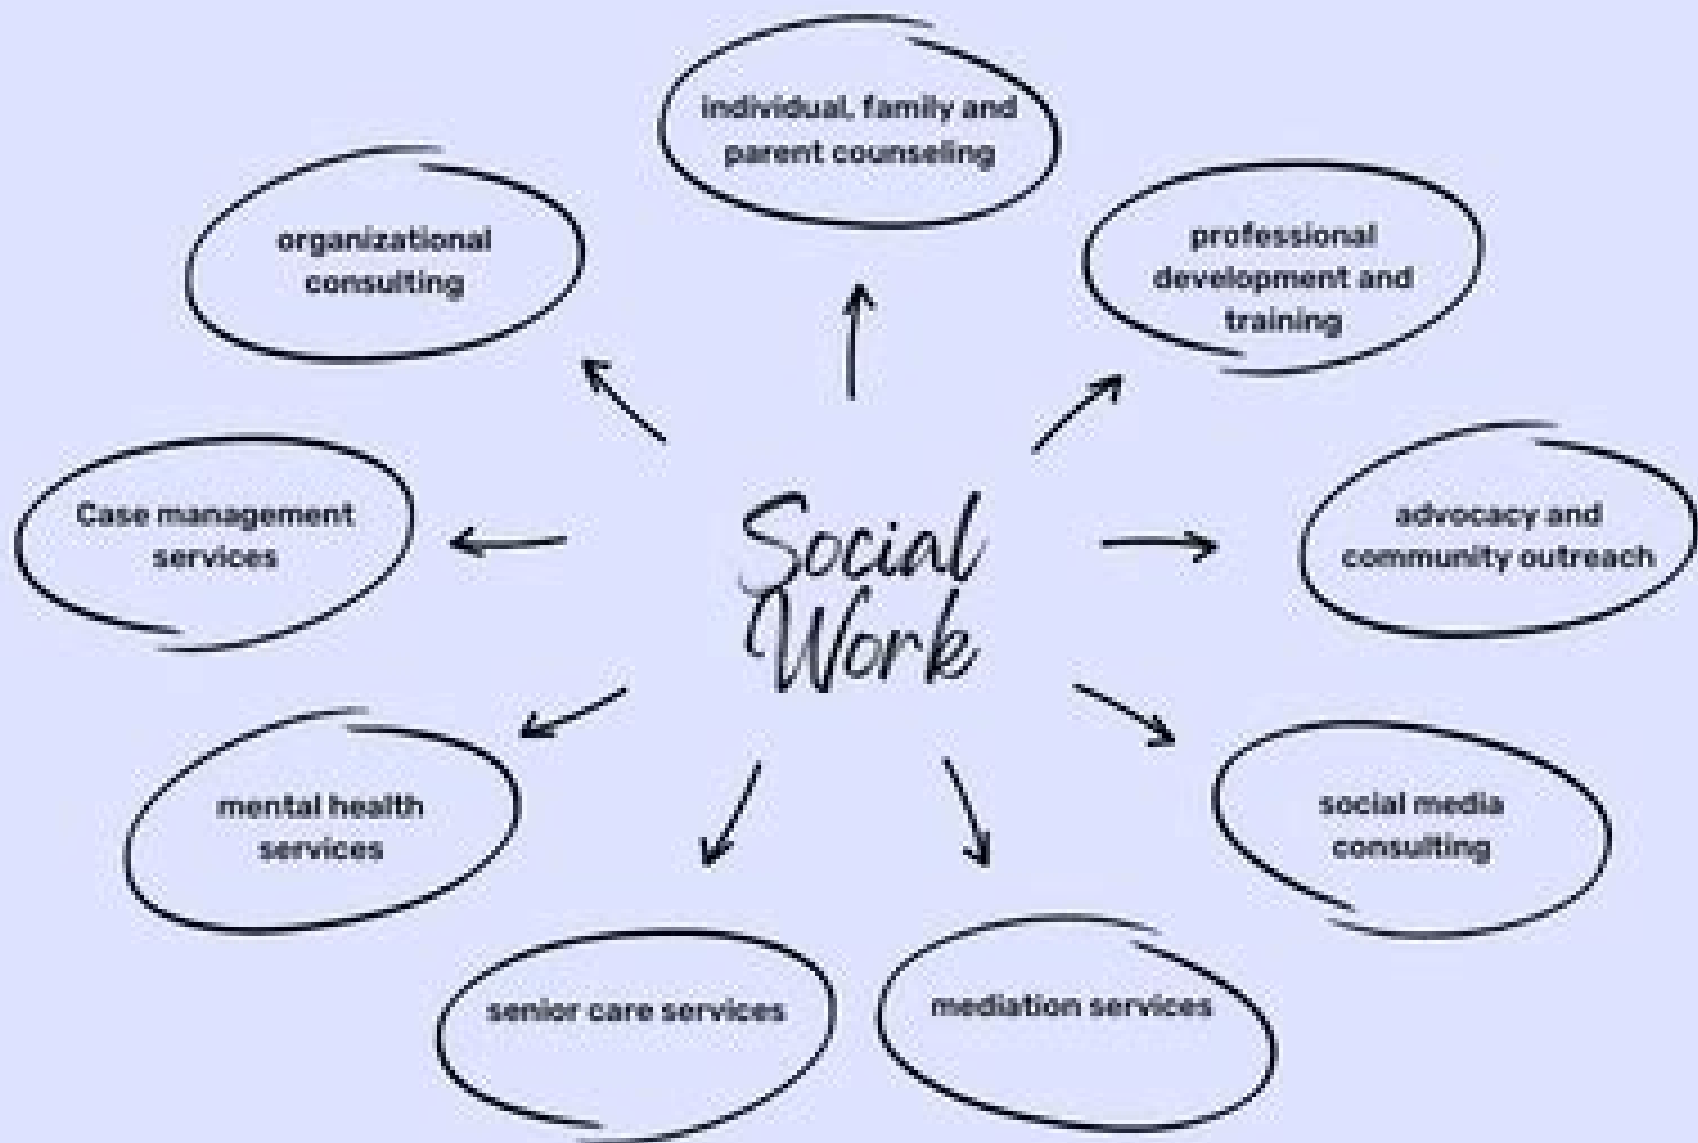 individual, family and
parent counseling
organizational
consulting
professional
development and
training
Case management
services
Social
Work
advocacy and
community outreach
mental health
services
social media
consulting
senior care services
mediation services